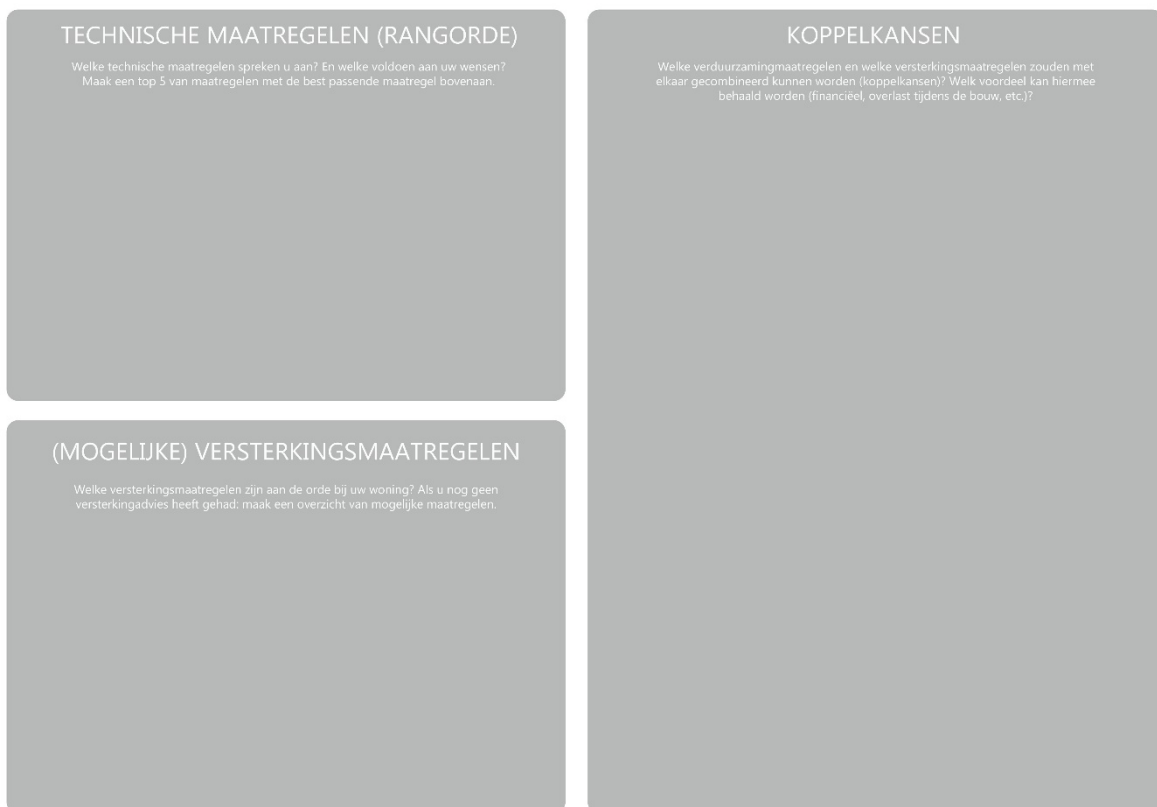 TECHNISCHE MAATREGELEN (RANGORDE)
Welke technische maatregelen spreken u aan? En welke voldoen aan uw wensen?
Maak een top 5 van maatregelen met de best passende maatregel bovenaan.
(MOGELIJKE) VERSTERKINGSMAATREGELEN
Welke versterkingsmaatregelen zijn aan de orde bij uw woning? Als u nog geen
versterkingadvies heeft gehad: maak een overzicht van mogelijke maatregelen.
KOPPELKANSEN
Welke verduurzamingmaatregelen en welke versterkingsmaatregelen zouden met
elkaar gecombineerd kunnen worden (koppelkansen)? Welk voordeel kan hiermee
behaald worden (financiëel, overlast tijdens de bouw, etc.)?